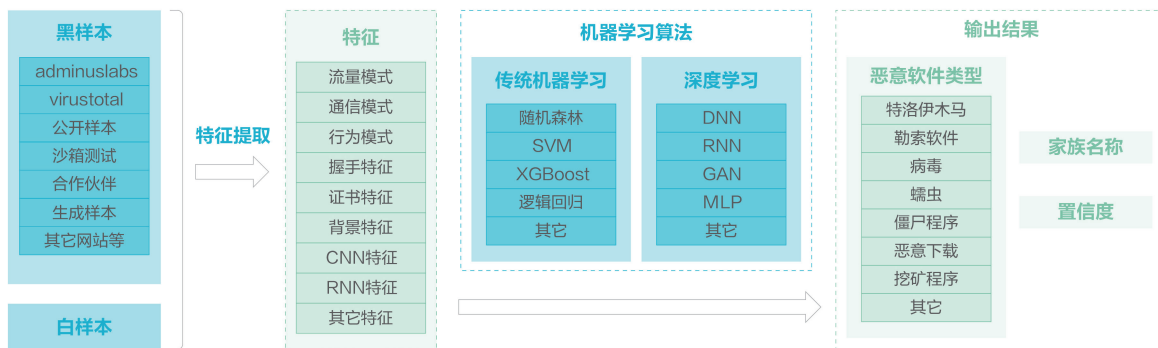 黑样本
adminuslabs
virustotal
公开样本
沙箱测试
合作伙伴
生成样本
其它网站等
白样本
特征提取
特征
流量模式
通信模式
行为模式
握手特征
证书特征
背景特征
CNN特征
RNN特征
其它特征
机器学习算法
传统机器学习
随机森林
SVM
XGBoost
逻辑回归
其它
深度学习
DNN
RNN
GAN
MLP
其它
输出结果
恶意软件类型
特洛伊木马
勒索软件
病毒
蠕虫
僵尸程序
恶意下载
挖矿程序
其它
家族名称
置信度